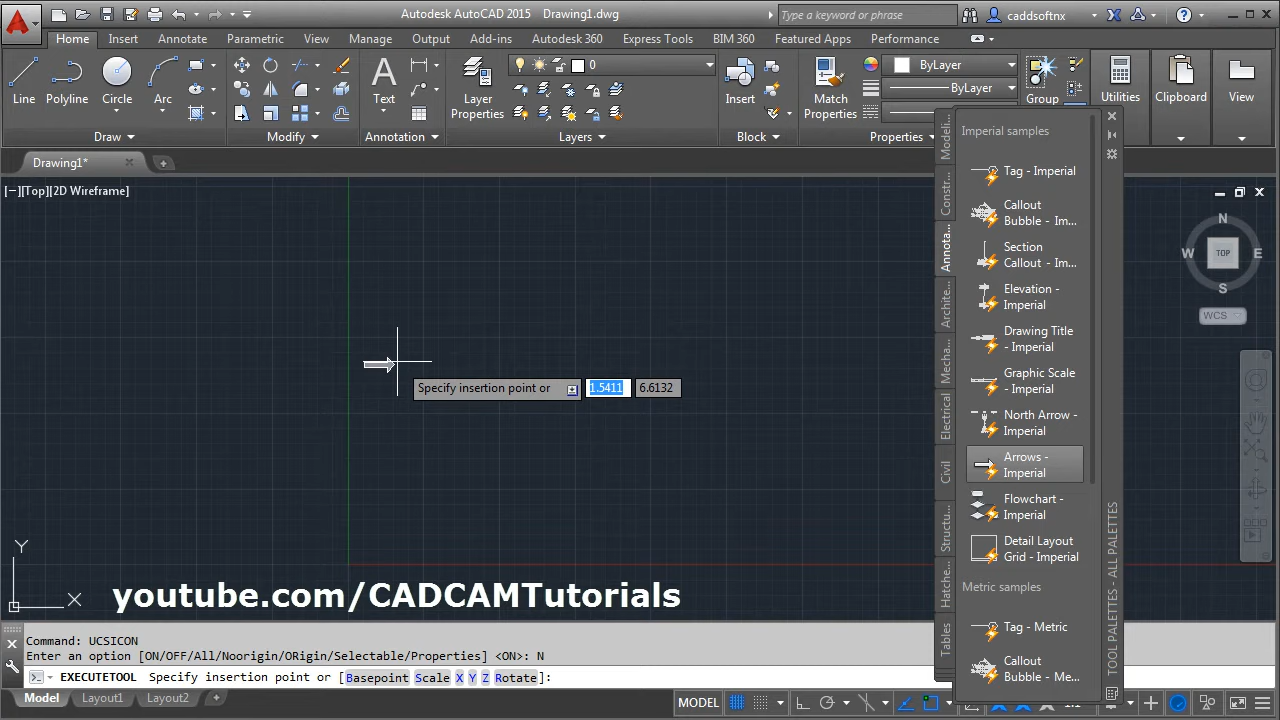 Autodesk AutoCAD 2015 Drawing1.dwg
Type a keyword or phrase
caddsoftnx
Home Insert Annotate Parametric View Manage Output Add-ins Autodesk 360 Express Tools BIM 360 Featured Apps Performance
Line Polyline Circle Arc
Draw
Modify
Text
Annotation
Layer
Properties
0
Layers
Insert
Block
Match
Properties
ByLayer
ByLayer
Properties
Group
Utilities
Clipboard
View
Drawing1*
[−][Top][2D Wireframe]
Specify insertion point or 1.5411 6.6132
Modeli...
Constr...
Annota...
Archite...
Mecha...
Electrical
Civil
Structu...
Hatche...
Tables
Imperial samples
Tag - Imperial
Callout
Bubble - Im...
Section
Callout - Im...
Elevation -
Imperial
Drawing Title
- Imperial
Graphic Scale
- Imperial
North Arrow -
Imperial
Arrows -
Imperial
Flowchart -
Imperial
Detail Layout
Grid - Imperial
Metric samples
Tag - Metric
Callout
Bubble - Me...
TOOL PALETTES - ALL PALETTES
N
W TOP E
S
WCS
Y
X
youtube.com/CADCAMTutorials
Command: UCSICON
Enter an option [ON/OFF/All/Noorigin/ORigin/Selectable/Properties] <ON>: N
EXECUTETOOL Specify insertion point or [Basepoint Scale X Y Z Rotate]:
Model Layout1 Layout2
MODEL